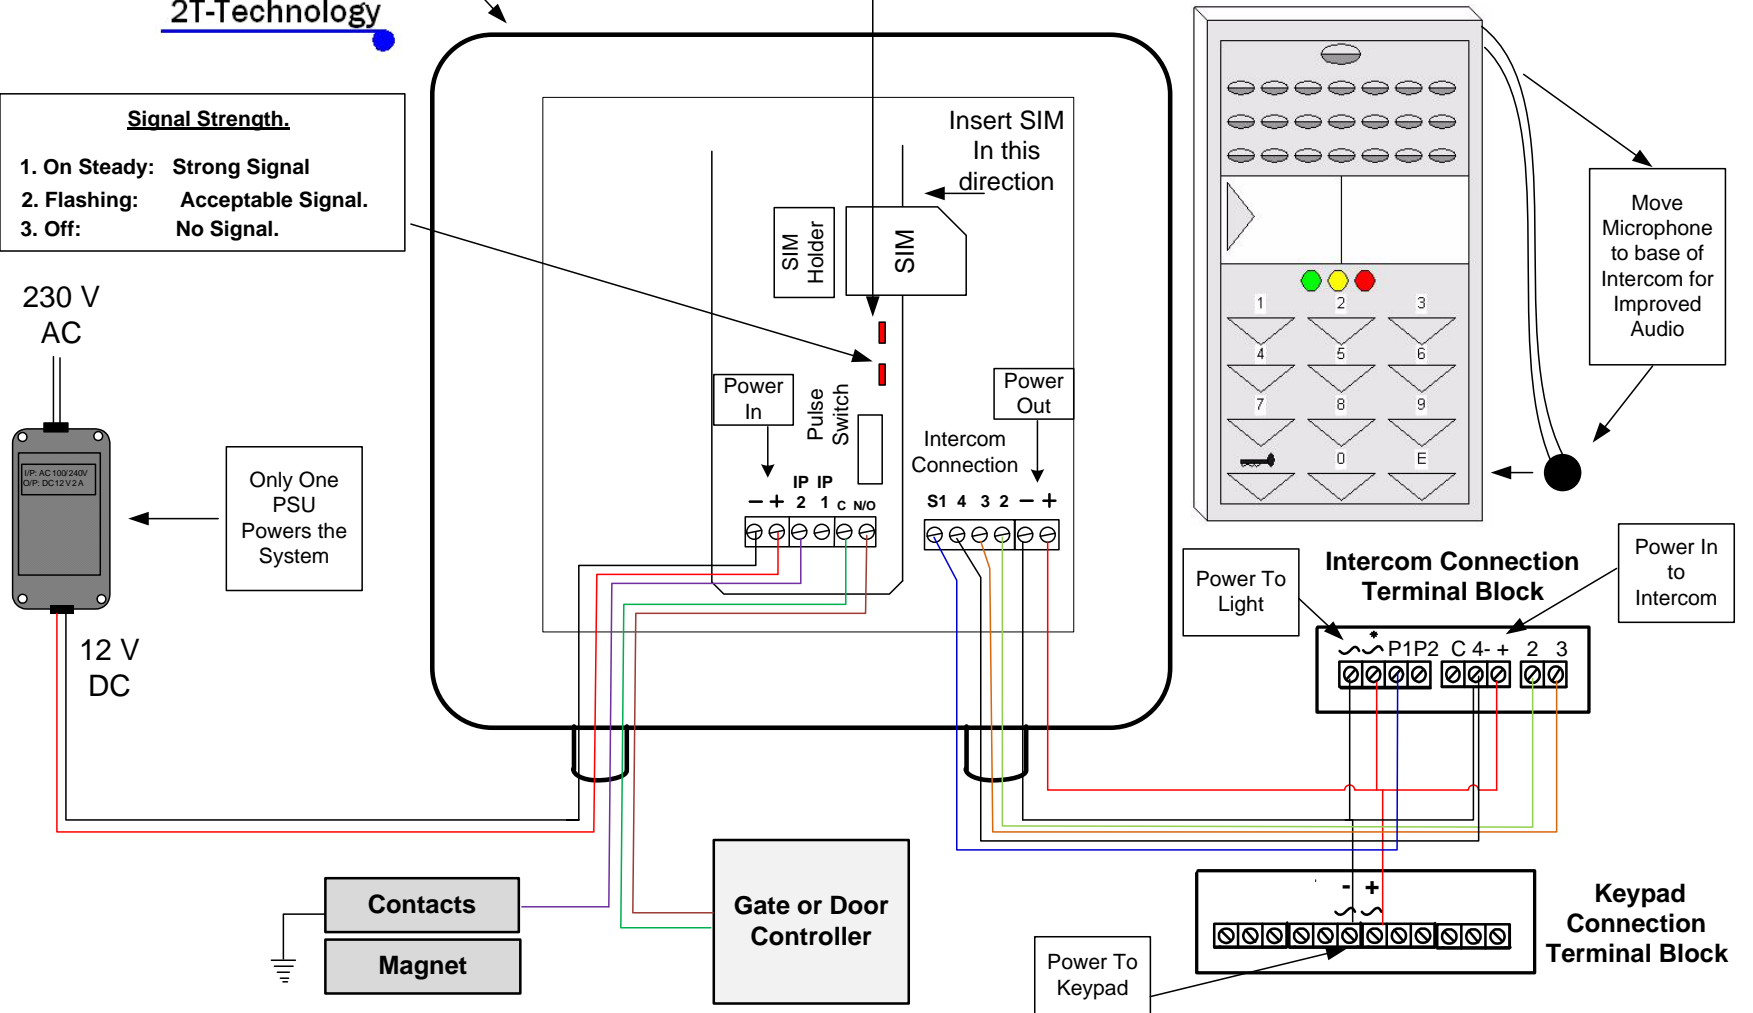 2T-Technology
Signal Strength.
1. On Steady: Strong Signal
2. Flashing: Acceptable Signal.
3. Off: No Signal.
230 V
AC
I/P: AC 100/240V
O/P: DC12V 2 A
Only One
PSU
Powers the
System
12 V
DC
Insert SIM
In this
direction
SIM
Holder
SIM
Power
In
Pulse
Switch
Power
Out
Intercom
Connection
IP IP
− + 2 1 C N/O
S1 4 3 2 − +
1 2 3
4 5 6
7 8 9
0 E
Move
Microphone
to base of
Intercom for
Improved
Audio
Power To
Light
Intercom Connection
Terminal Block
Power In
to
Intercom
*
~ ~ P1 P2 C 4 - + 2 3
Contacts
Magnet
Gate or Door
Controller
- +
~ ~
Keypad
Connection
Terminal Block
Power To
Keypad